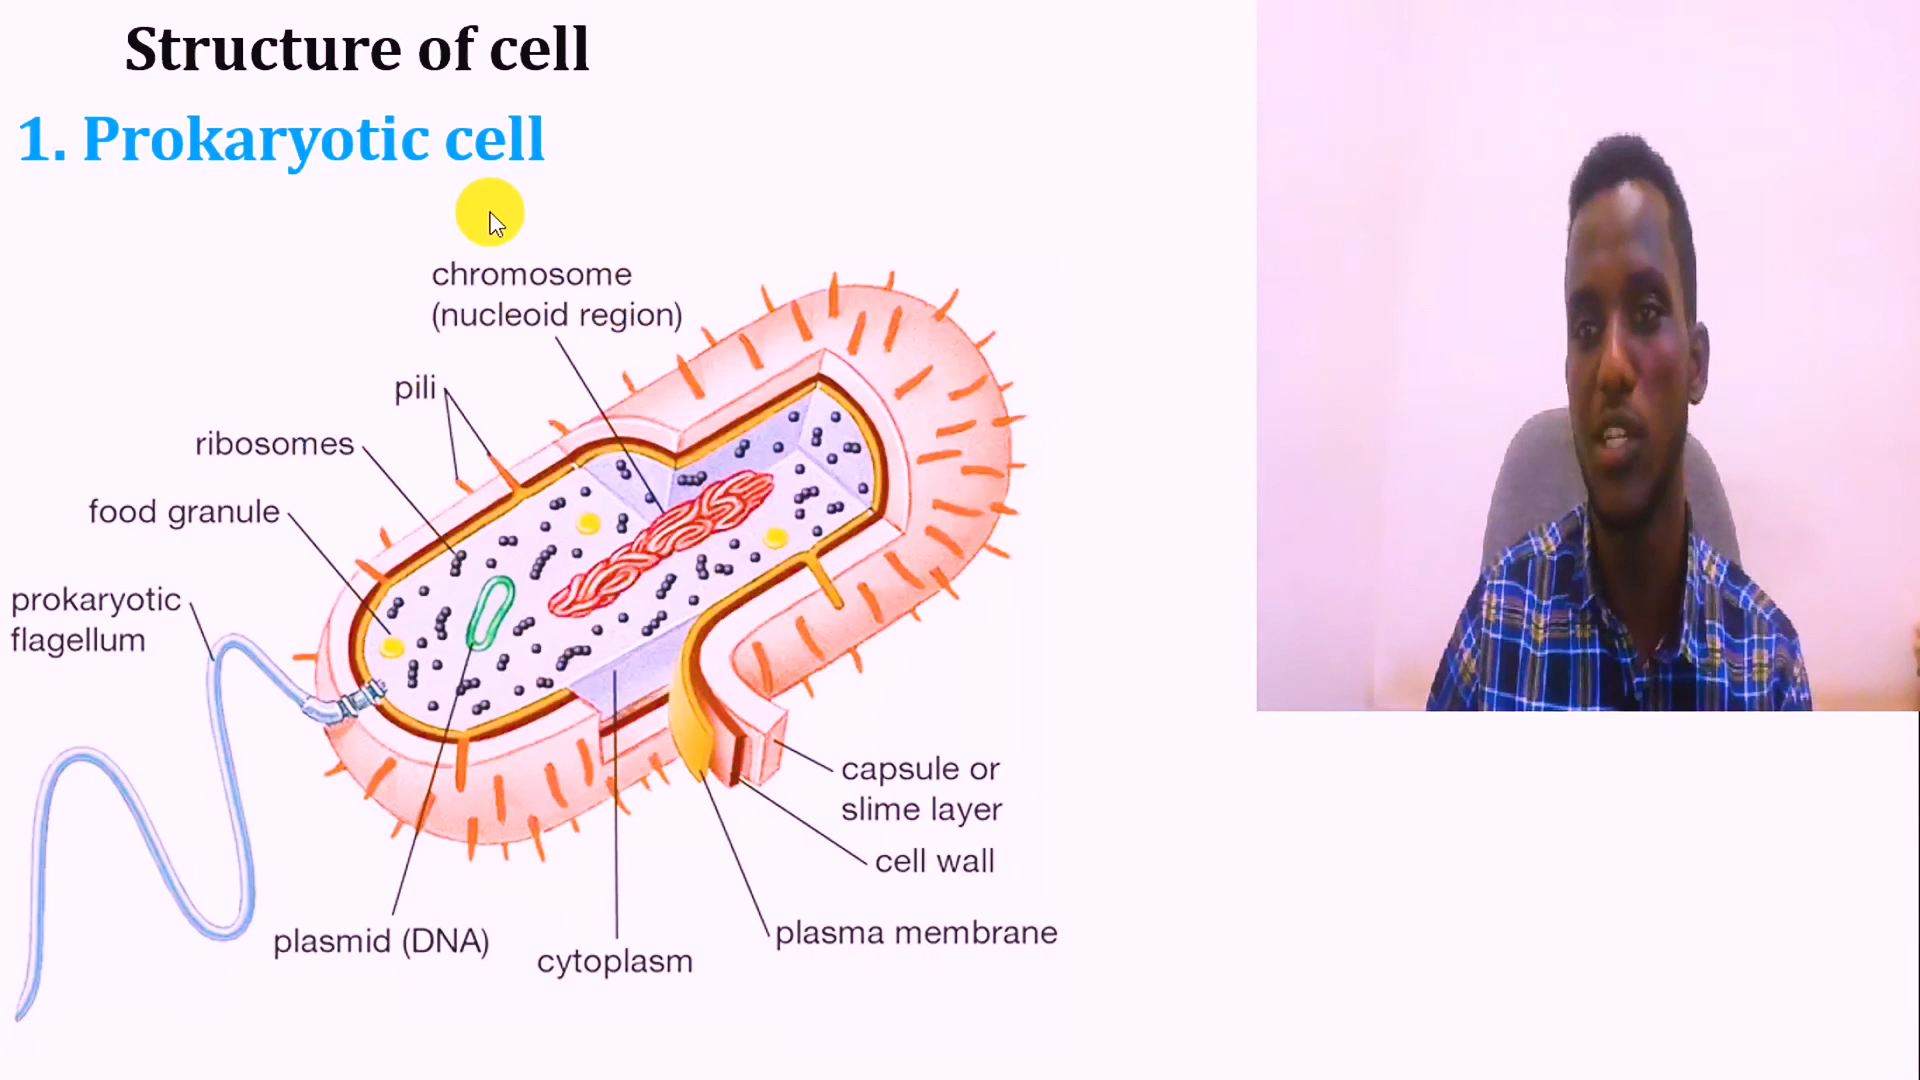 Structure of cell
1. Prokaryotic cell
chromosome
(nucleoid region)
pili
ribosomes
food granule
prokaryotic
flagellum
capsule or
slime layer
cell wall
plasma membrane
plasmid (DNA)
cytoplasm